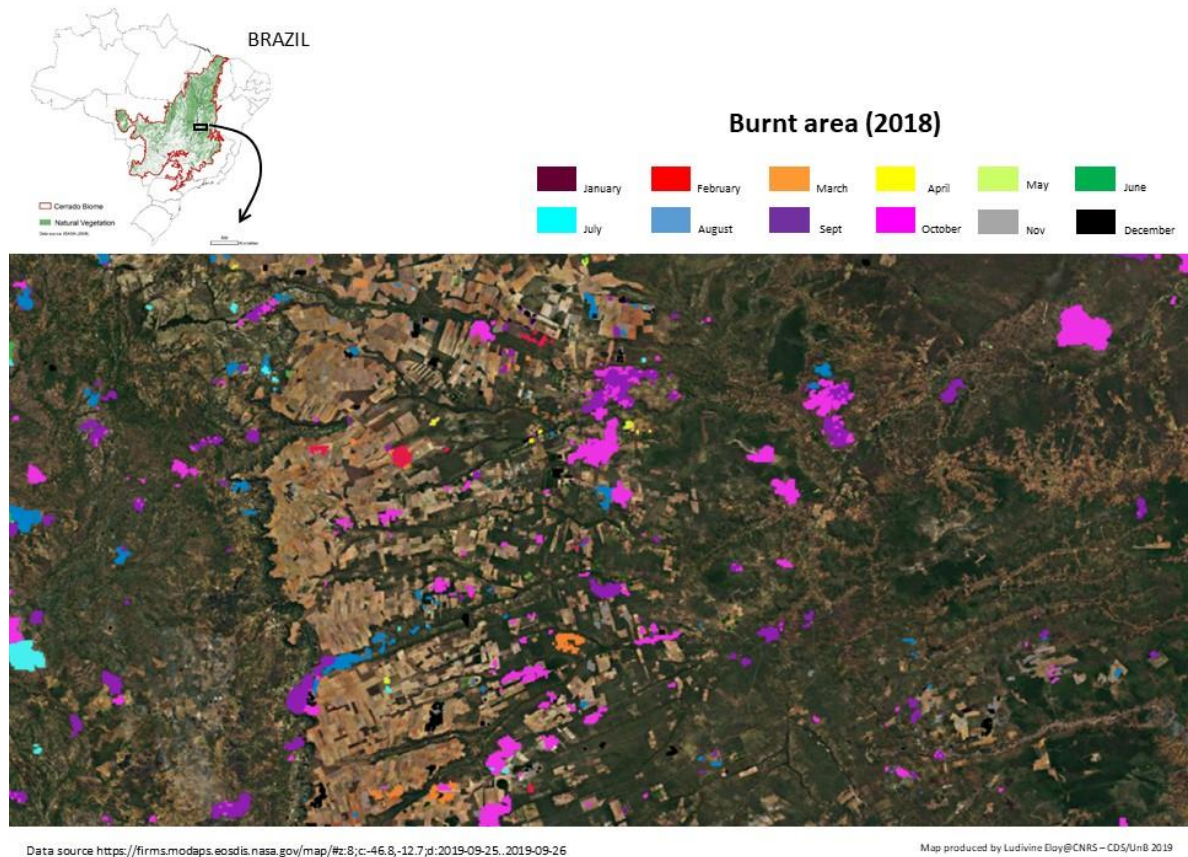 BRAZIL
Cerrado Biome
Natural Vegetation
Burnt area (2018)
January February March April May June
July August Sept October Nov December
Data source https://firms.modaps.eosdis.nasa.gov/map/#z:8;c:-46.8,-12.7;d:2019-09-25..2019-09-26
Map produced by Ludivine Eloy@CNRS – CDS/UnB 2019